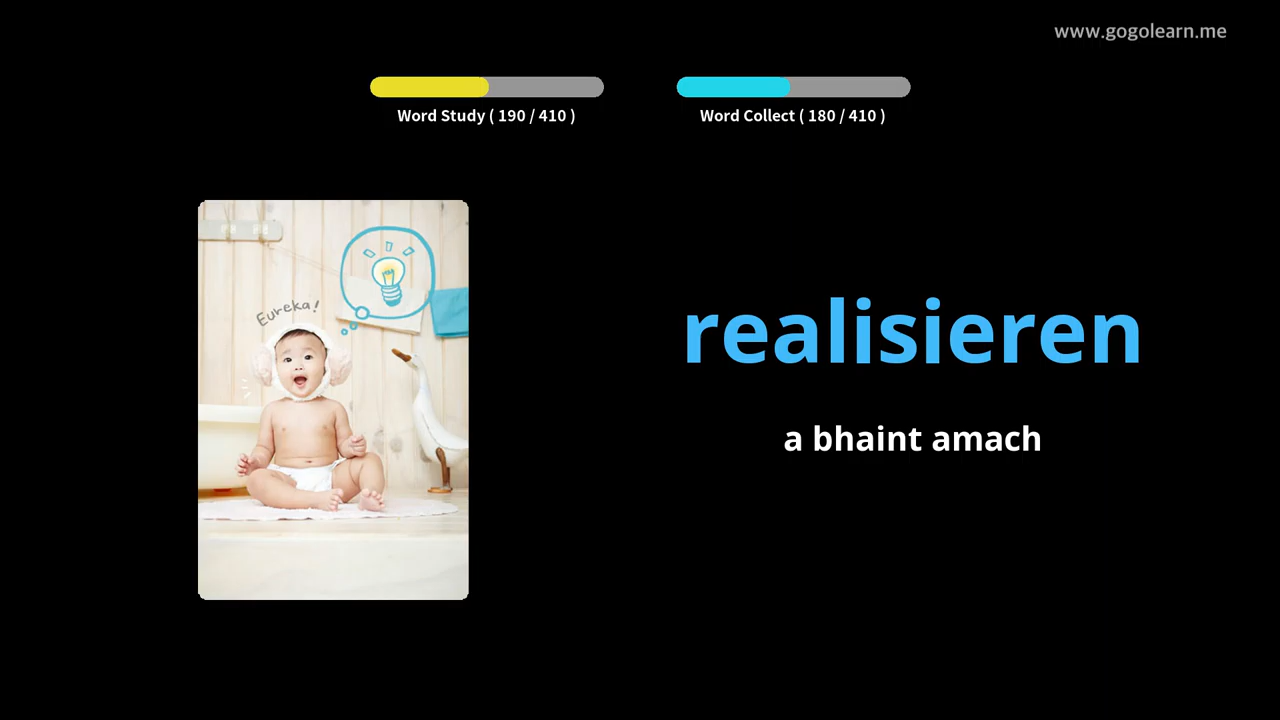 www.gogolearn.me
Word Study ( 190 / 410 )
Word Collect ( 180 / 410 )
Eureka!
realisieren
a bhaint amach